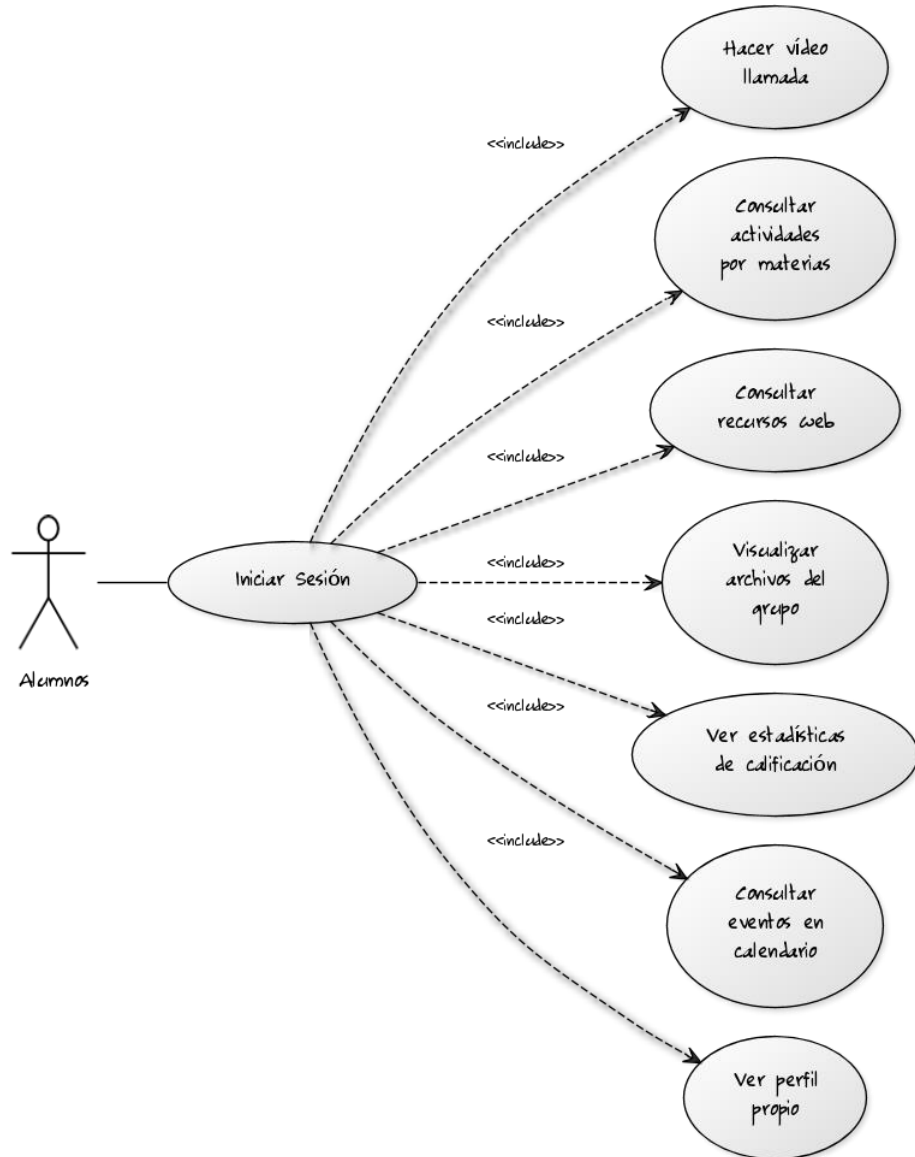 Hacer vídeo
llamada
<<include>>
Consultar
actividades
por materias
<<include>>
Consultar
recursos web
<<include>>
Visualizar
archivos del
grupo
<<include>>
Iniciar Sesión
<<include>>
Alumnos
<<include>>
Ver estadísticas
de calificación
<<include>>
Consultar
eventos en
calendario
Ver perfil
propio